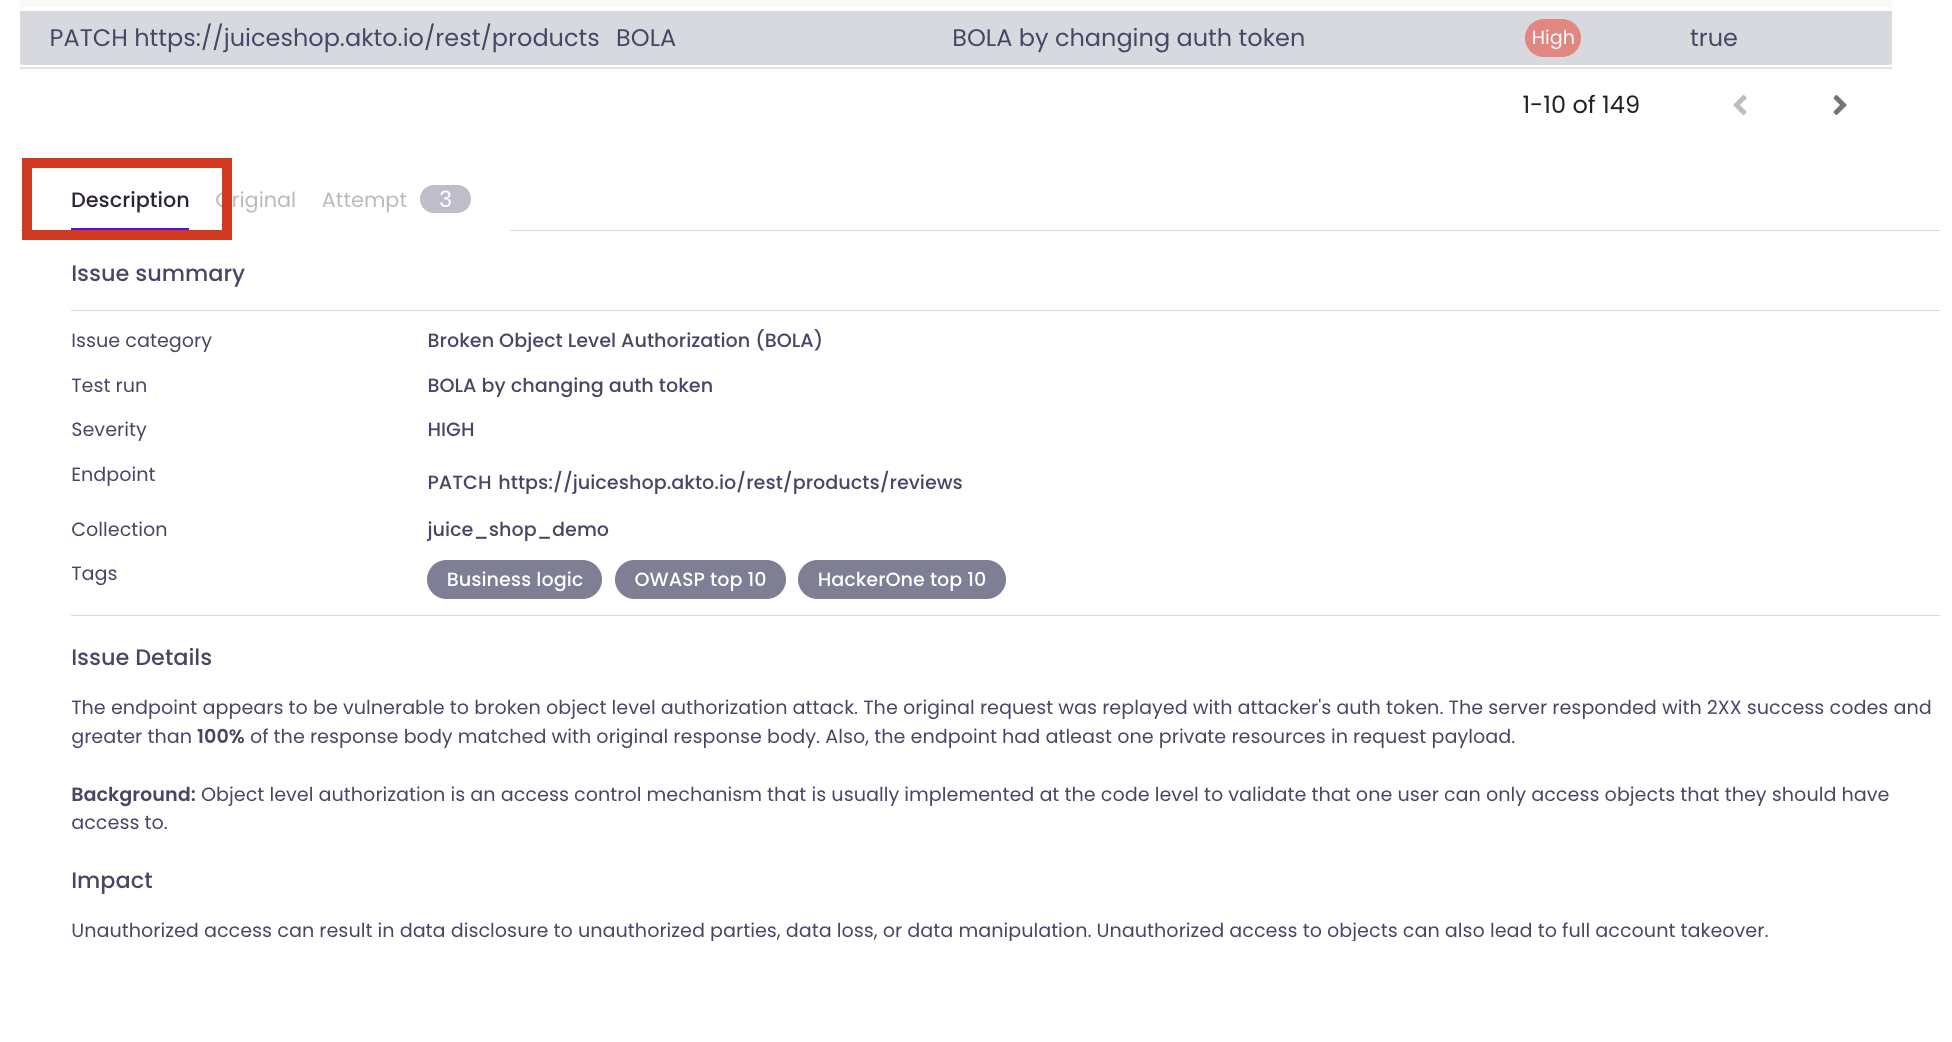 PATCH https://juiceshop.akto.io/rest/products BOLA BOLA by changing auth token High true
1-10 of 149
Description Original Attempt 3
Issue summary
Issue category Broken Object Level Authorization (BOLA)
Test run BOLA by changing auth token
Severity HIGH
Endpoint PATCH https://juiceshop.akto.io/rest/products/reviews
Collection juice_shop_demo
Tags Business logic OWASP top 10 HackerOne top 10
Issue Details
The endpoint appears to be vulnerable to broken object level authorization attack. The original request was replayed with attacker's auth token. The server responded with 2XX success codes and
greater than 100% of the response body matched with original response body. Also, the endpoint had atleast one private resources in request payload.
Background: Object level authorization is an access control mechanism that is usually implemented at the code level to validate that one user can only access objects that they should have
access to.
Impact
Unauthorized access can result in data disclosure to unauthorized parties, data loss, or data manipulation. Unauthorized access to objects can also lead to full account takeover.